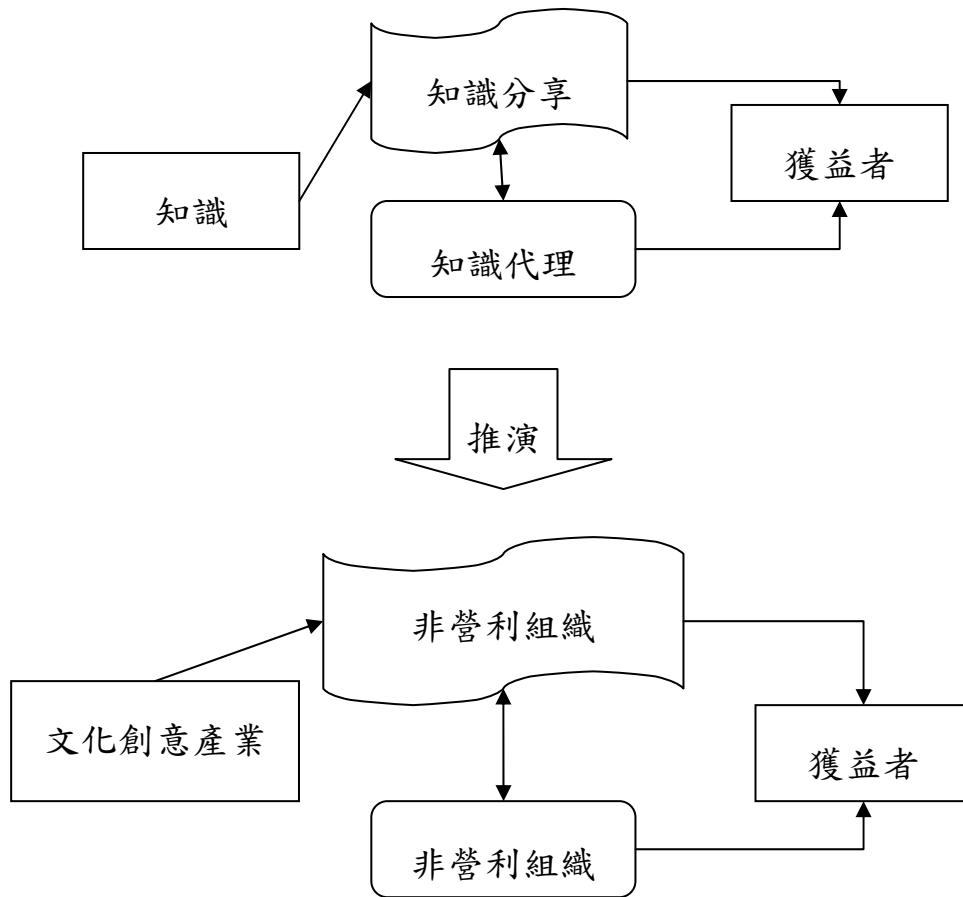 知識分享
獲益者
知識
知識代理
推演
非營利組織
文化創意產業
獲益者
非營利組織